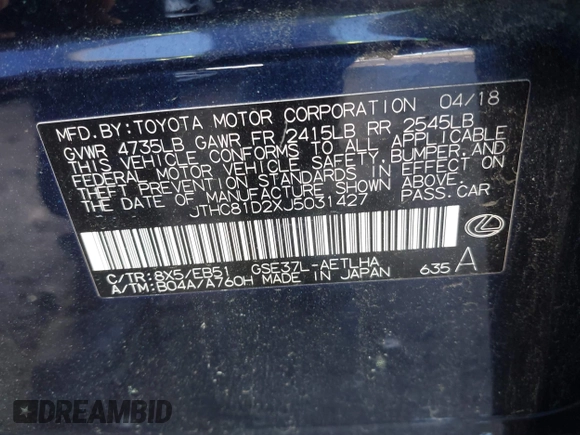 MFD.BY:TOYOTA MOTOR CORPORATION 04/18
GVWR 4735LB GAWR FR 2415LB RR 2545LB
THIS VEHICLE CONFORMS TO ALL APPLICABLE
FEDERAL MOTOR VEHICLE SAFETY, BUMPER, AND
THEFT PREVENTION STANDARDS IN EFFECT ON
THE DATE OF MANUFACTURE SHOWN ABOVE.
JTHC81D2XJ5031427 PASS.CAR
C/TR:8X5/EB51 GSE37L-AETLHA
A/TM:B04A/A760H MADE IN JAPAN 635 A
DREAMBID